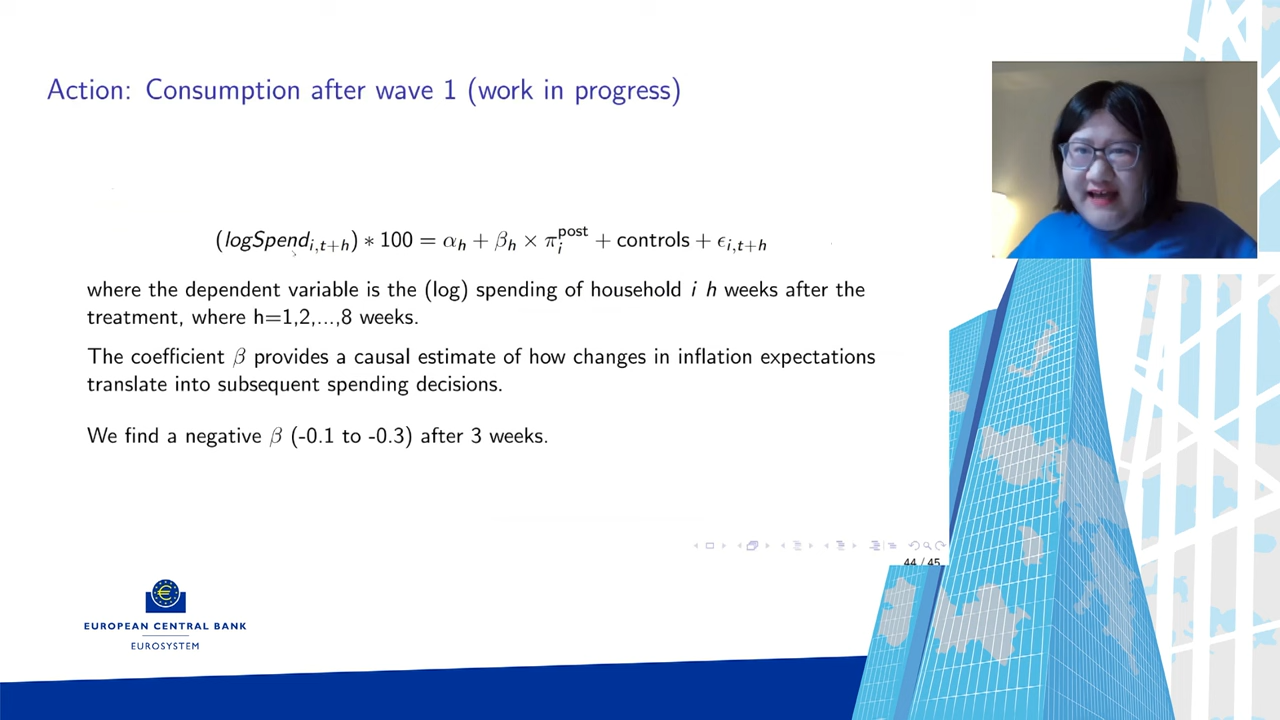 Action: Consumption after wave 1 (work in progress)
(logSpend_{i,t+h}) ∗ 100 = α_h + β_h × π_i^{post} + controls + ϵ_{i,t+h}
where the dependent variable is the (log) spending of household i h weeks after the
treatment, where h=1,2,...,8 weeks.
The coefficient β provides a causal estimate of how changes in inflation expectations
translate into subsequent spending decisions.
We find a negative β (-0.1 to -0.3) after 3 weeks.
44 / 45
EUROPEAN CENTRAL BANK
EUROSYSTEM